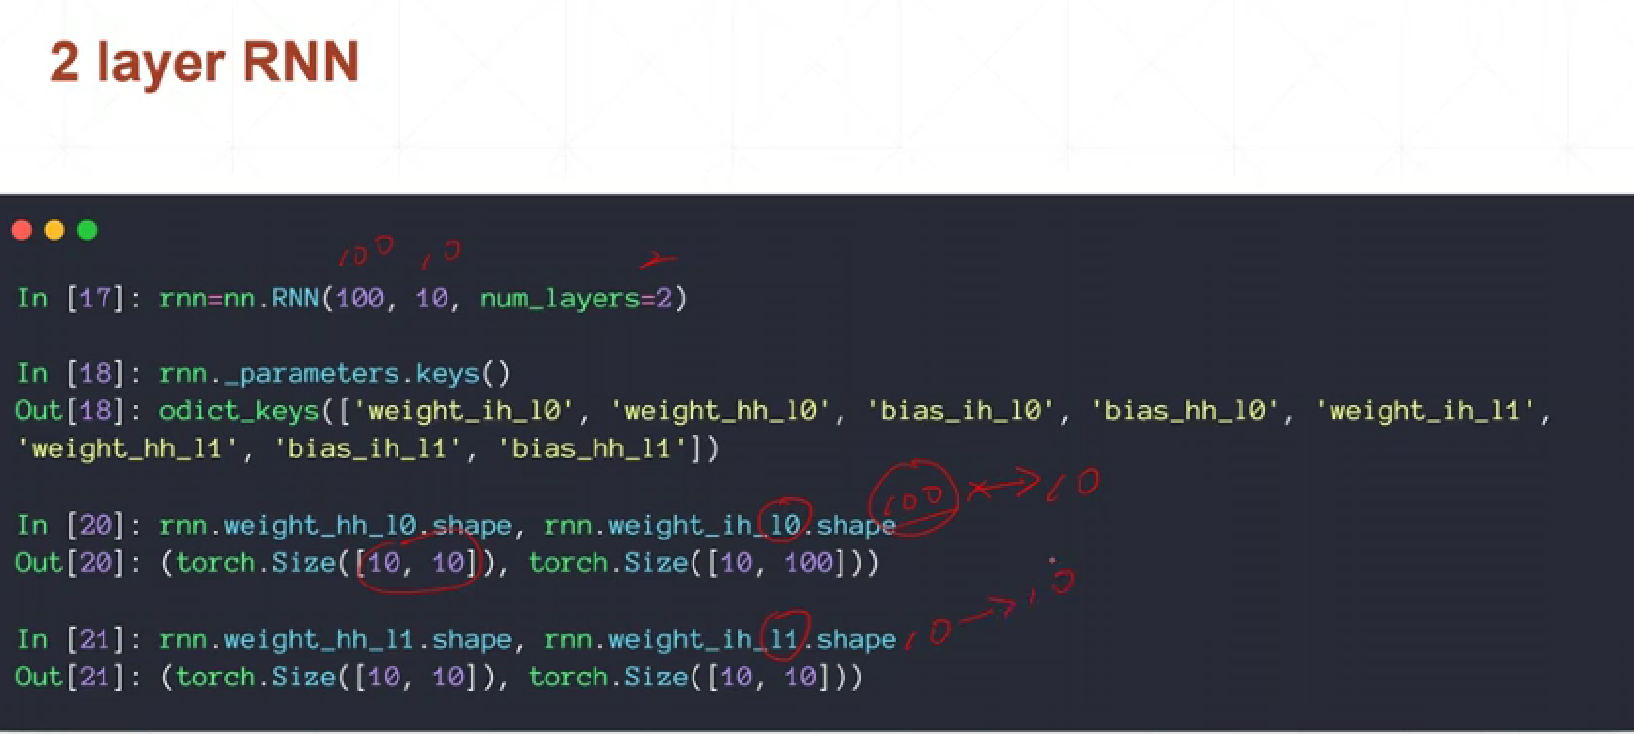 2 layer RNN
100 10 2
In [17]: rnn=nn.RNN(100, 10, num_layers=2)
In [18]: rnn._parameters.keys()
Out[18]: odict_keys(['weight_ih_l0', 'weight_hh_l0', 'bias_ih_l0', 'bias_hh_l0', 'weight_ih_l1',
'weight_hh_l1', 'bias_ih_l1', 'bias_hh_l1'])
100 → 10
In [20]: rnn.weight_hh_l0.shape, rnn.weight_ih_l0.shape
Out[20]: (torch.Size([10, 10]), torch.Size([10, 100]))
10 → 10
In [21]: rnn.weight_hh_l1.shape, rnn.weight_ih_l1.shape
Out[21]: (torch.Size([10, 10]), torch.Size([10, 10]))